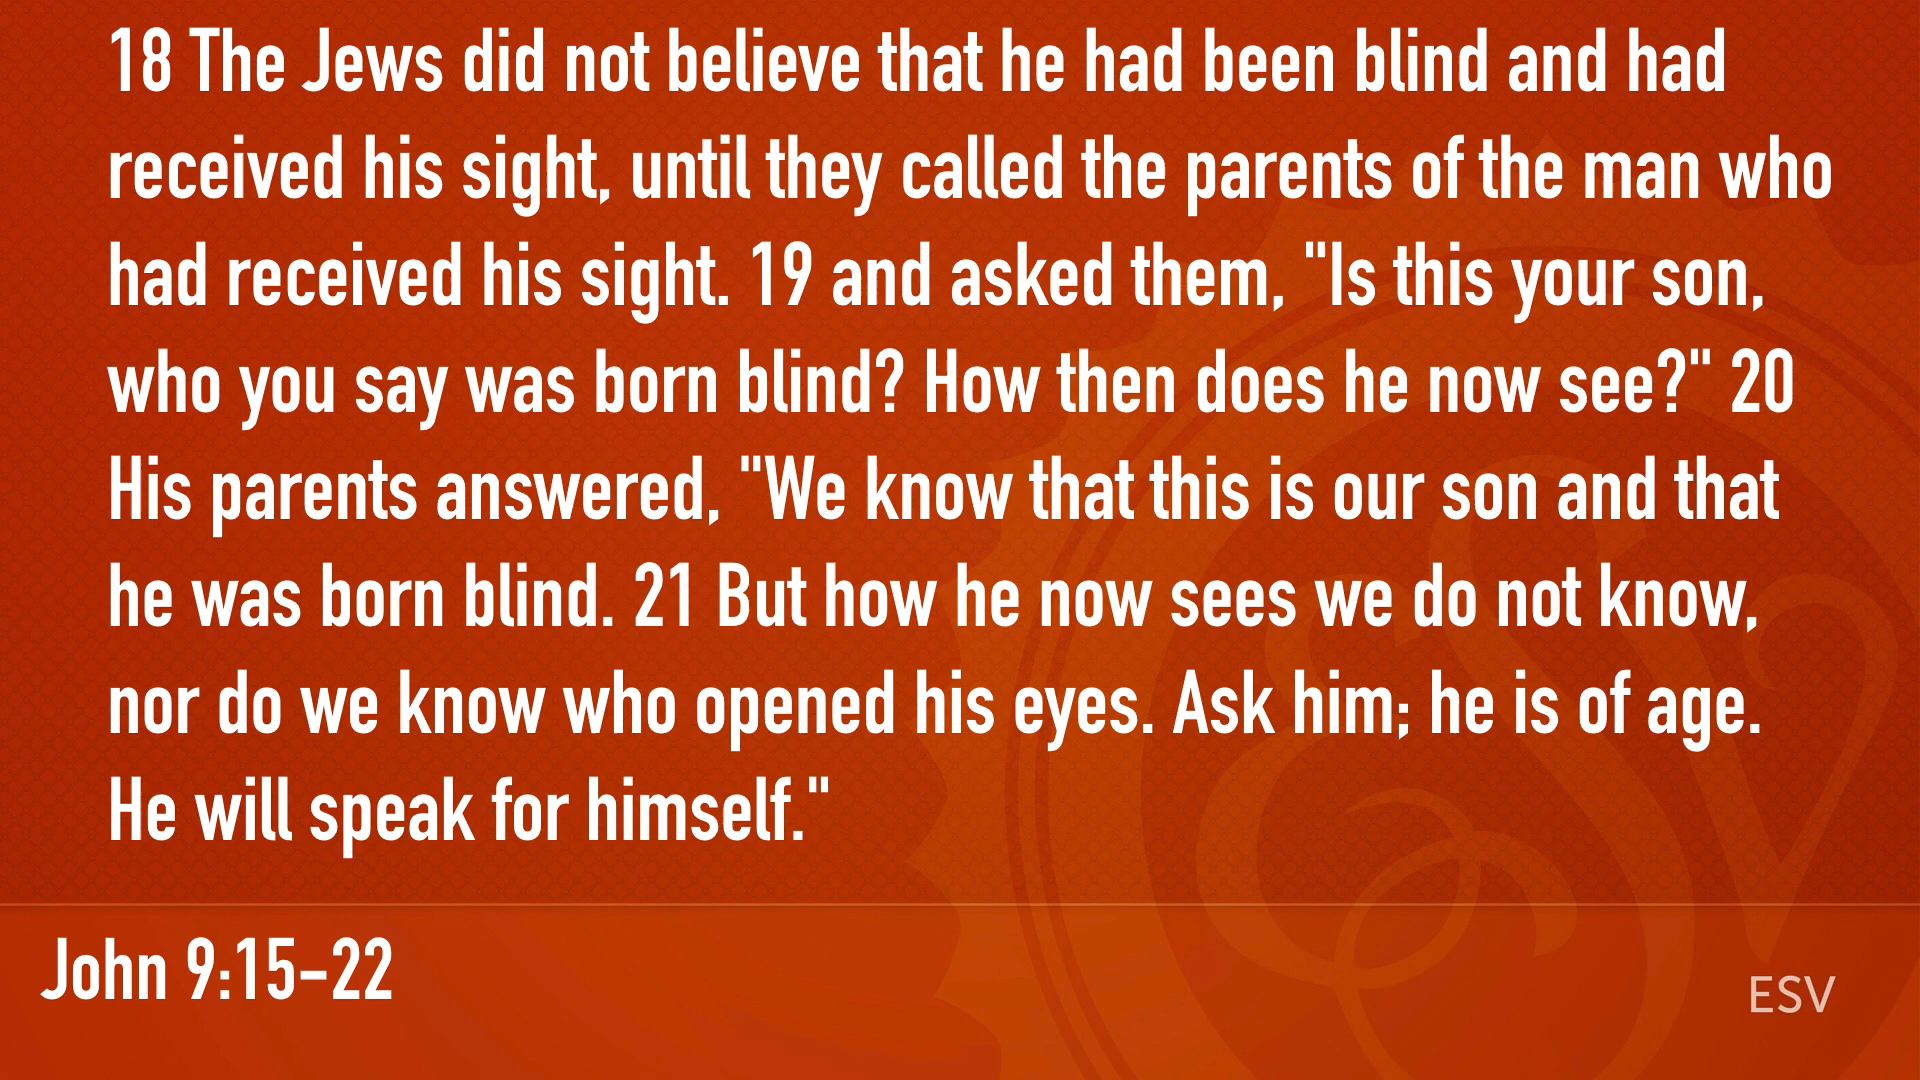 18 The Jews did not believe that he had been blind and had
received his sight, until they called the parents of the man who
had received his sight. 19 and asked them, "Is this your son,
who you say was born blind? How then does he now see?" 20
His parents answered, "We know that this is our son and that
he was born blind. 21 But how he now sees we do not know,
nor do we know who opened his eyes. Ask him; he is of age.
He will speak for himself."
John 9:15–22
ESV